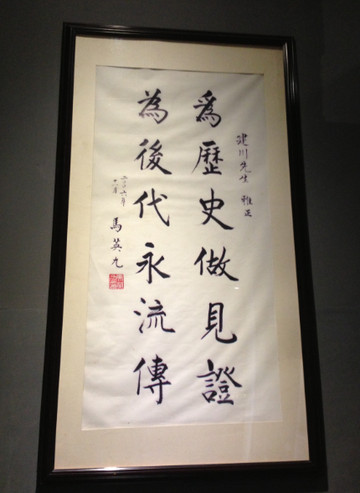 建川先生 雅正
為歷史做見證
為後代永流傳
馬英九